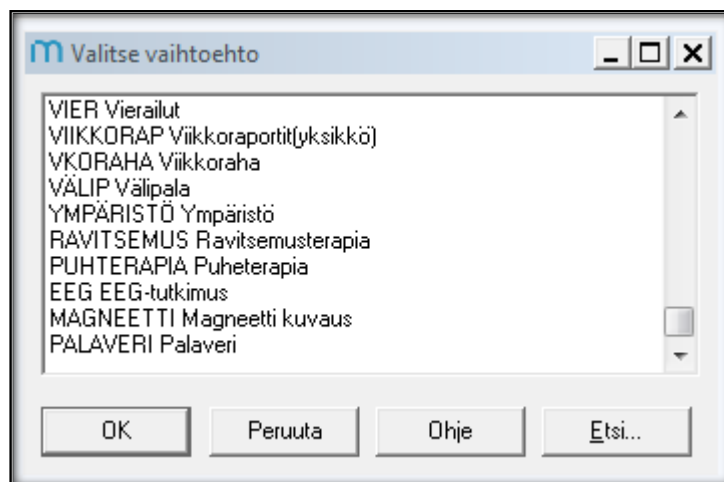 Valitse vaihtoehto
VIER Vierailut
VIIKKORAP Viikkoraportit(yksikkö)
VKORAHA Viikkoraha
VÄLIP Välipala
YMPÄRISTÖ Ympäristö
RAVITSEMUS Ravitsemusterapia
PUHTERAPIA Puheterapia
EEG EEG-tutkimus
MAGNEETTI Magneetti kuvaus
PALAVERI Palaveri
OK Peruuta Ohje Etsi...